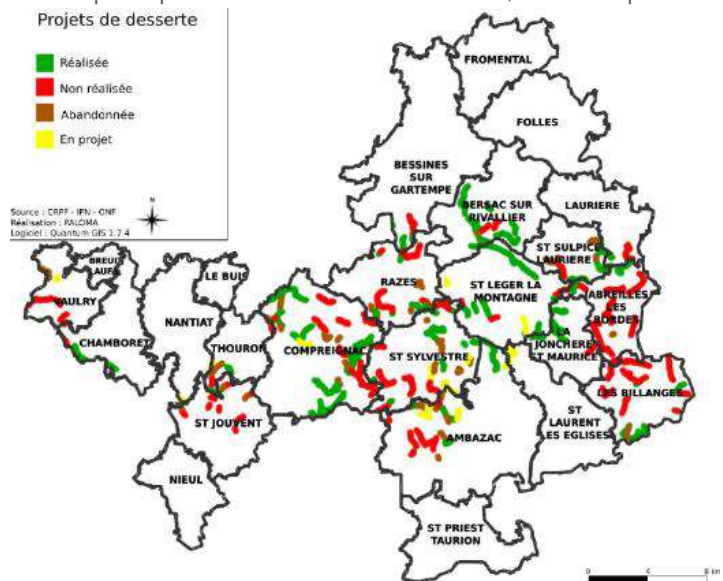 Projets de desserte
Réalisée
Non réalisée
Abandonnée
En projet
Source : CRPF - IFN - ONF
Réalisation : PALOMA
Logiciel : Quantum GIS 1.7.4
N
FROMENTAL
FOLLES
BESSINES
SUR
GARTEMPE
BERSAC SUR
RIVALLIER
LAURIERE
ST SULPICE
LAURIERE
BREUIL
LAUFA
LE BUIS
VAULRY
RAZES
ST LEGER LA
MONTAGNE
ABREILLES
LES
BORDES
NANTIAT
CHAMBORET
THOURON
COMPREIGNAC
ST SYLVESTRE
LA
JONCHERE
ST MAURICE
LES BILLANGES
ST JOUVENT
AMBAZAC
ST
LAURENT
LES EGLISES
NIEUL
ST PRIEST
TAURION
0 4 8 km